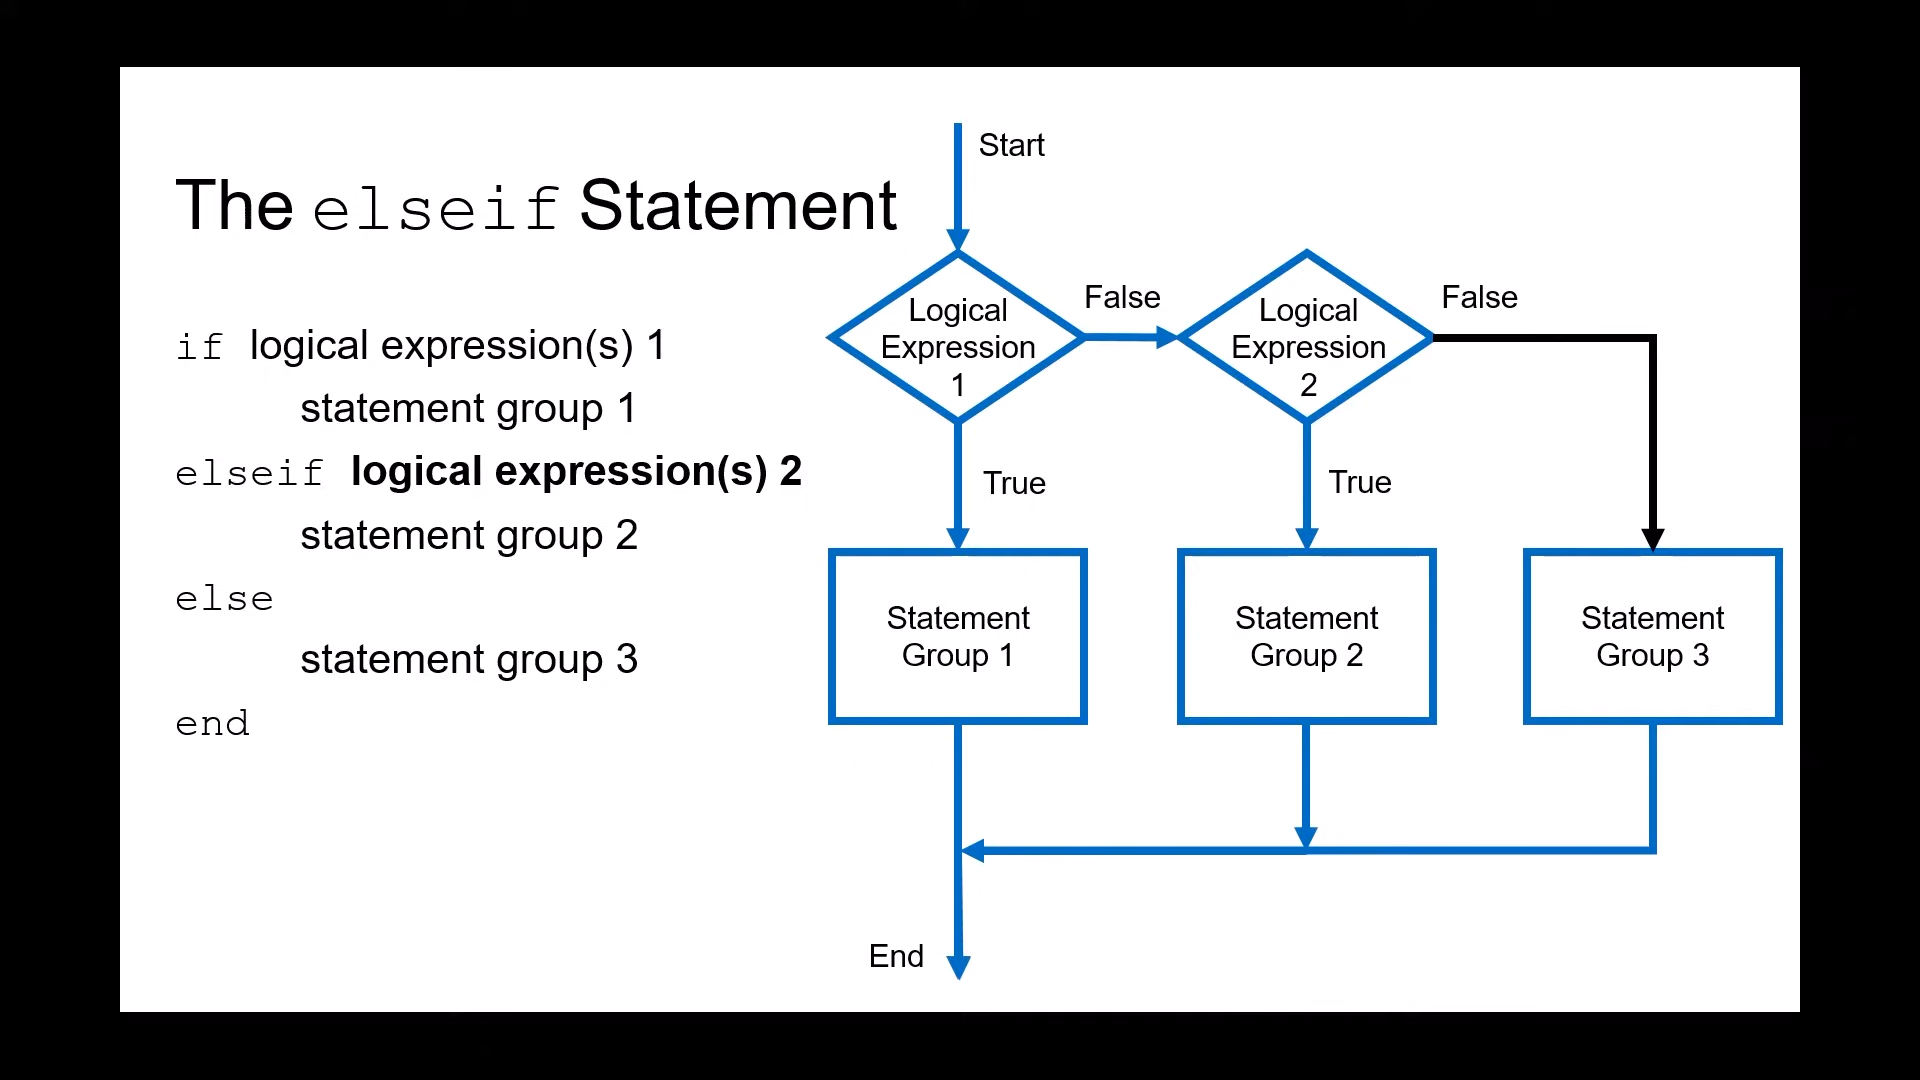 The elseif Statement
if logical expression(s) 1
statement group 1
elseif logical expression(s) 2
statement group 2
else
statement group 3
end
Start
Logical
Expression
1
False
Logical
Expression
2
False
True
True
Statement
Group 1
Statement
Group 2
Statement
Group 3
End